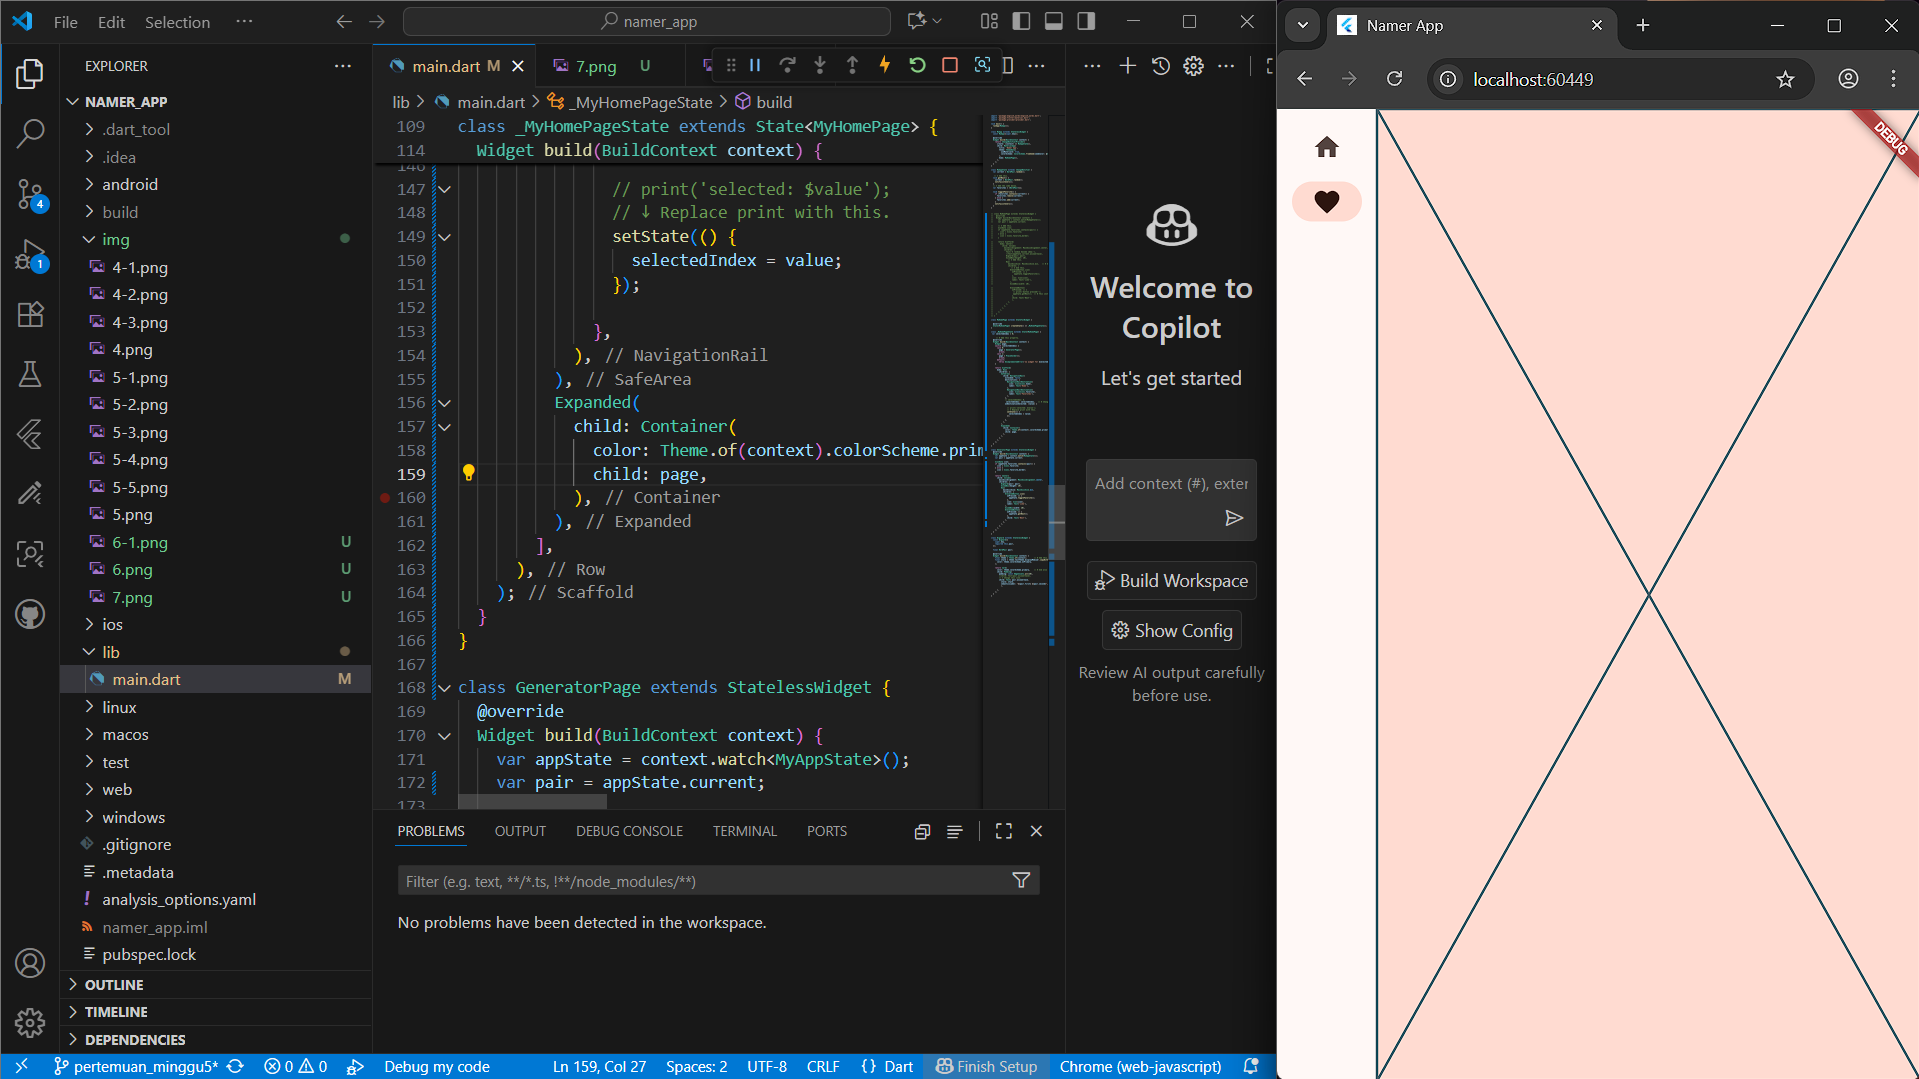 File Edit Selection ···
namer_app
EXPLORER
NAMER_APP
.dart_tool
.idea
android
build
img
4-1.png
4-2.png
4-3.png
4.png
5-1.png
5-2.png
5-3.png
5-4.png
5-5.png
5.png
6-1.png U
6.png U
7.png U
ios
lib
main.dart M
linux
macos
test
web
windows
.gitignore
.metadata
analysis_options.yaml
namer_app.iml
pubspec.lock
OUTLINE
TIMELINE
DEPENDENCIES
4
1
main.dart M
7.png U
lib > main.dart > _MyHomePageState > build
109 class _MyHomePageState extends State<MyHomePage> {
114 Widget build(BuildContext context) {
146
147 // print('selected: $value');
148 // ↓ Replace print with this.
149 setState(() {
150 selectedIndex = value;
151 });
152
153 },
154 ), // NavigationRail
155 ), // SafeArea
156 Expanded(
157 child: Container(
158 color: Theme.of(context).colorScheme.prin
159 child: page,
160 ), // Container
161 ), // Expanded
162 ],
163 ), // Row
164 ); // Scaffold
165 }
166 }
167
168 class GeneratorPage extends StatelessWidget {
169 @override
170 Widget build(BuildContext context) {
171 var appState = context.watch<MyAppState>();
172 var pair = appState.current;
173
PROBLEMS OUTPUT DEBUG CONSOLE TERMINAL PORTS
Filter (e.g. text, **/*.ts, !**/node_modules/**)
No problems have been detected in the workspace.
Welcome to
Copilot
Let's get started
Add context (#), exter
Build Workspace
Show Config
Review AI output carefully
before use.
pertemuan_minggu5* 0 0 Debug my code Ln 159, Col 27 Spaces: 2 UTF-8 CRLF {} Dart Finish Setup Chrome (web-javascript)
Namer App
localhost:60449
DEBUG